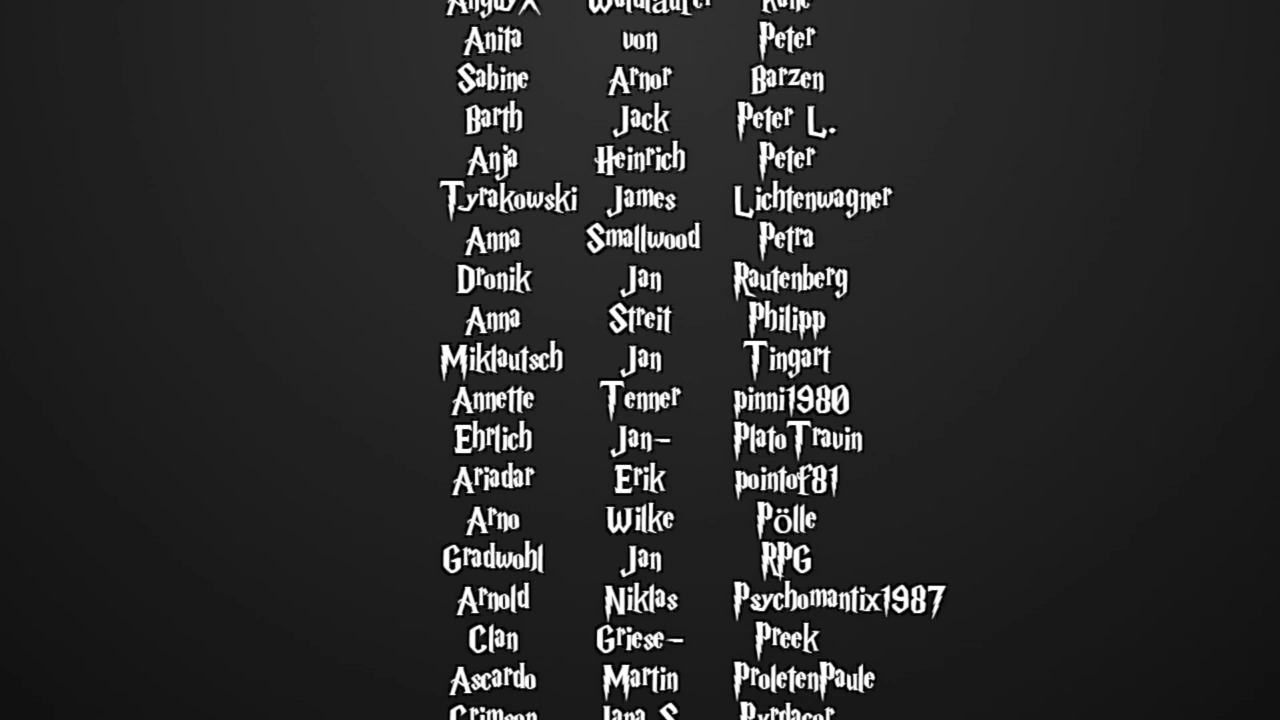 Anita von Peter
Sabine Arnor Barzen
Barth Jack Peter L.
Anja Heinrich Peter
Tyrakowski James Lichtenwagner
Anna Smallwood Petra
Dronik Jan Rautenberg
Anna Streit Philipp
Miklautsch Jan Tingart
Annette Tenner pinni1980
Ehrlich Jan- PlatoTravin
Ariadar Erik pointof81
Arno Wilke Pölle
Gradwohl Jan RPG
Arnold Niklas Psychomantix1987
Clan Griese- Preek
Ascardo Martin ProletenPaule
Crimson Jana S.